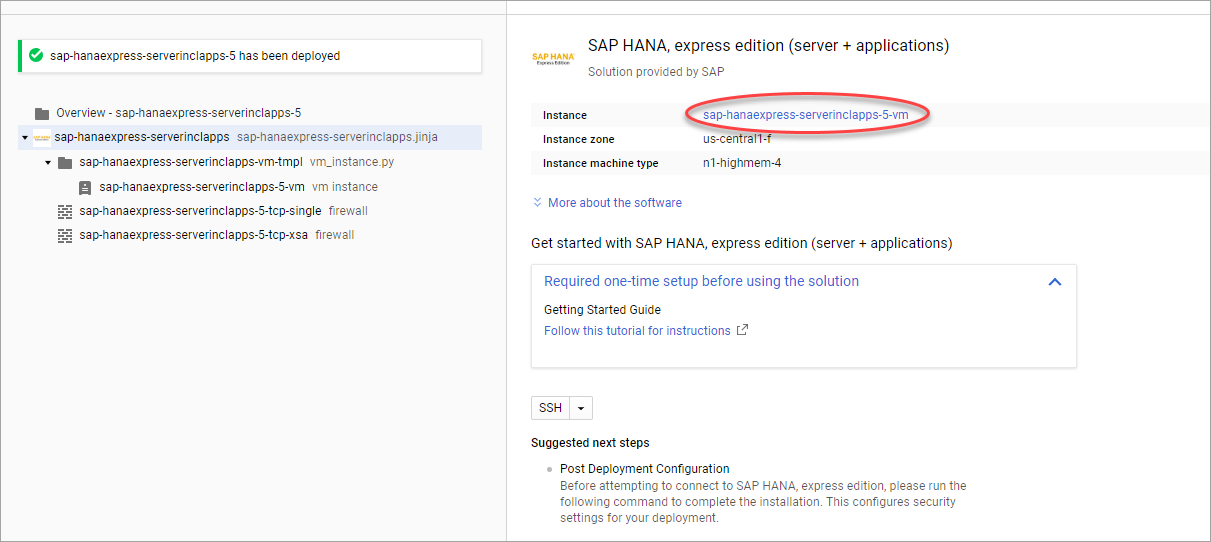 sap-hanaexpress-serverinclapps-5 has been deployed
Overview - sap-hanaexpress-serverinclapps-5
sap-hanaexpress-serverinclapps sap-hanaexpress-serverinclapps.jinja
sap-hanaexpress-serverinclapps-vm-tmpl vm_instance.py
sap-hanaexpress-serverinclapps-5-vm vm instance
sap-hanaexpress-serverinclapps-5-tcp-single firewall
sap-hanaexpress-serverinclapps-5-tcp-xsa firewall
SAP HANA
Express Edition
SAP HANA, express edition (server + applications)
Solution provided by SAP
Instance sap-hanaexpress-serverinclapps-5-vm
Instance zone us-central1-f
Instance machine type n1-highmem-4
More about the software
Get started with SAP HANA, express edition (server + applications)
Required one-time setup before using the solution
Getting Started Guide
Follow this tutorial for instructions
SSH
Suggested next steps
Post Deployment Configuration
Before attempting to connect to SAP HANA, express edition, please run the
following command to complete the installation. This configures security
settings for your deployment.